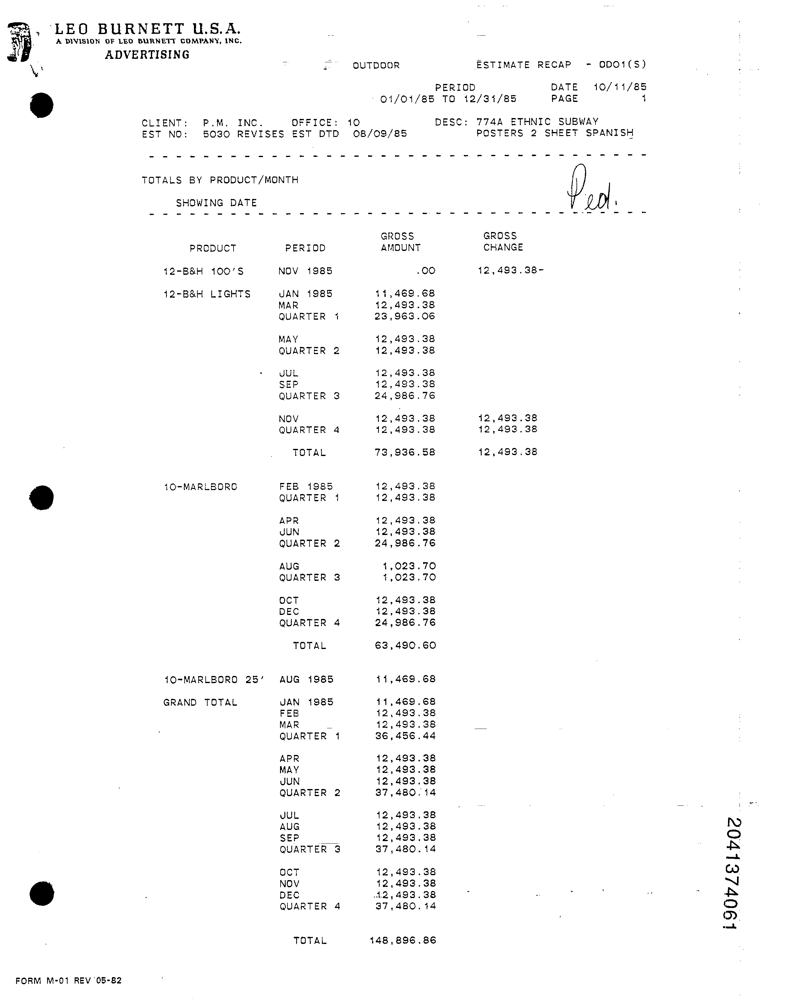 LEO BURNETT U.S.A.
A DIVISION OF LEO BURNETT COMPANY, INC.
ADVERTISING
OUTDOOR ESTIMATE RECAP - OD01(S)
PERIOD DATE 10/11/85
01/01/85 TO 12/31/85 PAGE 1
CLIENT: P.M. INC. OFFICE: 10 DESC: 774A ETHNIC SUBWAY
EST NO: 5030 REVISES EST DTD 08/09/85 POSTERS 2 SHEET SPANISH
TOTALS BY PRODUCT/MONTH
Ped.
SHOWING DATE
GROSS GROSS
PRODUCT PERIOD AMOUNT CHANGE
12-B&H 100'S NOV 1985 .00 12,493.38-
12-B&H LIGHTS JAN 1985 11,469.68
MAR 12,493.38
QUARTER 1 23,963.06
MAY 12,493.38
QUARTER 2 12,493.38
JUL 12,493.38
SEP 12,493.38
QUARTER 3 24,986.76
NOV 12,493.38 12,493.38
QUARTER 4 12,493.38 12,493.38
TOTAL 73,936.58 12,493.38
10-MARLBORO FEB 1985 12,493.38
QUARTER 1 12,493.38
APR 12,493.38
JUN 12,493.38
QUARTER 2 24,986.76
AUG 1,023.70
QUARTER 3 1,023.70
OCT 12,493.38
DEC 12,493.38
QUARTER 4 24,986.76
TOTAL 63,490.60
10-MARLBORO 25' AUG 1985 11,469.68
GRAND TOTAL JAN 1985 11,469.68
FEB 12,493.38
MAR 12,493.38
QUARTER 1 36,456.44
APR 12,493.38
MAY 12,493.38
JUN 12,493.38
QUARTER 2 37,480.14
JUL 12,493.38
AUG 12,493.38
SEP 12,493.38
QUARTER 3 37,480.14
OCT 12,493.38
NOV 12,493.38
DEC 12,493.38
QUARTER 4 37,480.14
TOTAL 148,896.86
2041374061
FORM M-01 REV 05-82